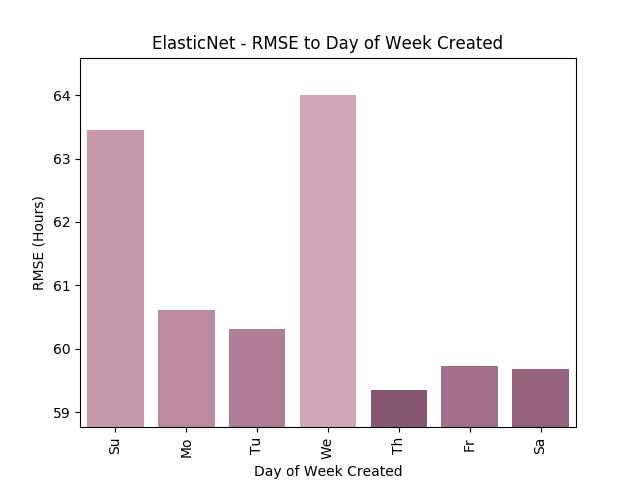 ElasticNet - RMSE to Day of Week Created
RMSE (Hours)
64
63
62
61
60
59
Su
Mo
Tu
We
Th
Fr
Sa
Day of Week Created